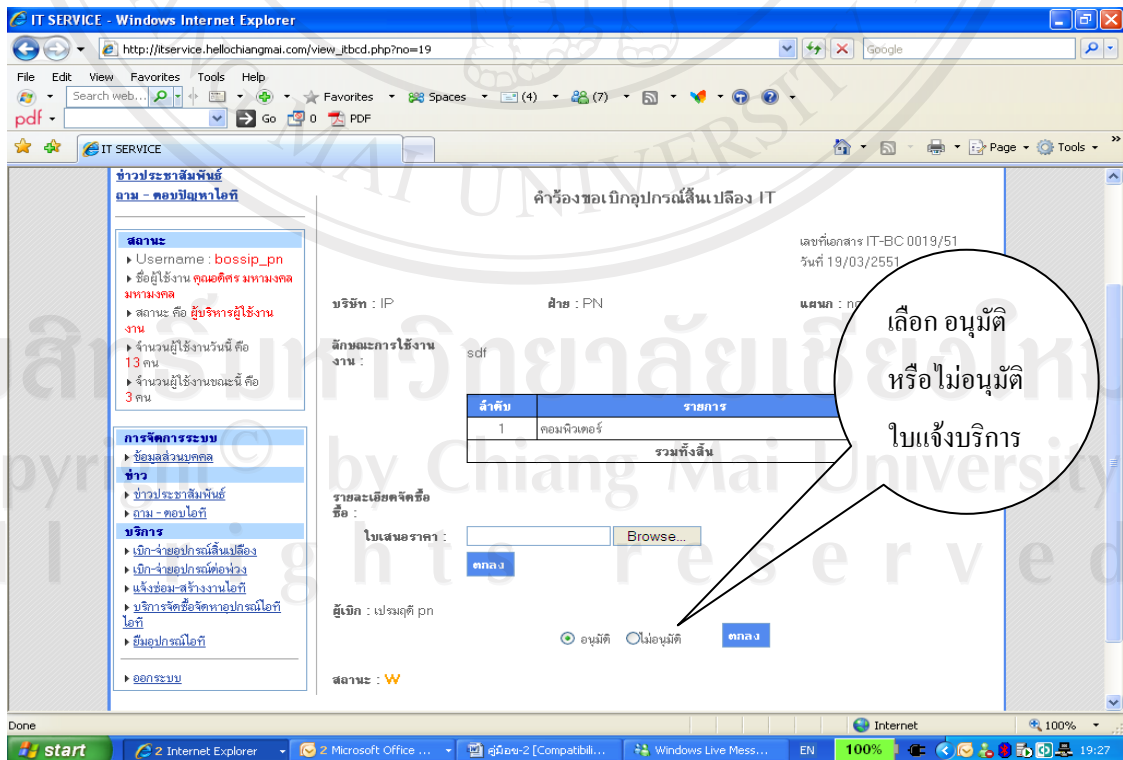 IT SERVICE - Windows Internet Explorer
http://itservice.hellochiangmai.com/view_itbcd.php?no=19
Google
File Edit View Favorites Tools Help
Search web...
Favorites
Spaces
(4)
(7)
pdf
Go
0
PDF
IT SERVICE
Page
Tools
MAI UNIVERSIT
ข่าวประชาสัมพันธ์
ถาม - ตอบปัญหาไอที
สถานะ
Username : bossip_pn
ชื่อผู้ใช้งาน คุณอดิศร มหามงคล
มหามงคล
สถานะ คือ ผู้บริหารผู้ใช้งาน
งาน
จำนวนผู้ใช้งานวันนี้ คือ
13 คน
จำนวนผู้ใช้งานขณะนี้ คือ
3 คน
การจัดการระบบ
ข้อมูลส่วนบุคคล
ข่าว
ข่าวประชาสัมพันธ์
ถาม - ตอบไอที
บริการ
เบิก-จ่ายอุปกรณ์สิ้นเปลือง
เบิก-จ่ายอุปกรณ์ต่อพ่วง
แจ้งซ่อม-สร้างงานไอที
บริการจัดซื้อจัดหาอุปกรณ์ไอที
ไอที
ยืมอุปกรณ์ไอที
ออกระบบ
คำร้องขอเบิกอุปกรณ์สิ้นเปลือง IT
เลขที่เอกสาร IT-BC 0019/51
วันที่ 19/03/2551
บริษัท : IP
ฝ่าย : PN
แผนก :
ลักษณะการใช้งาน
งาน :
sdf
ลำดับ รายการ
1 คอมพิวเตอร์
รวมทั้งสิ้น
รายละเอียดจัดซื้อ
ซื้อ :
ใบเสนอราคา :
Browse...
ตกลง
ผู้เบิก : เปรมฤดี pn
อนุมัติ
ไม่อนุมัติ
ตกลง
สถานะ : W
เลือก อนุมัติ
หรือไม่อนุมัติ
ใบแจ้งบริการ
by Chiang Mai University
rights reserved
Done
Internet
100%
start
2 Internet Explorer
2 Microsoft Office ...
คู่มือย-2 [Compatibili...
Windows Live Mess...
EN
100%
19:27